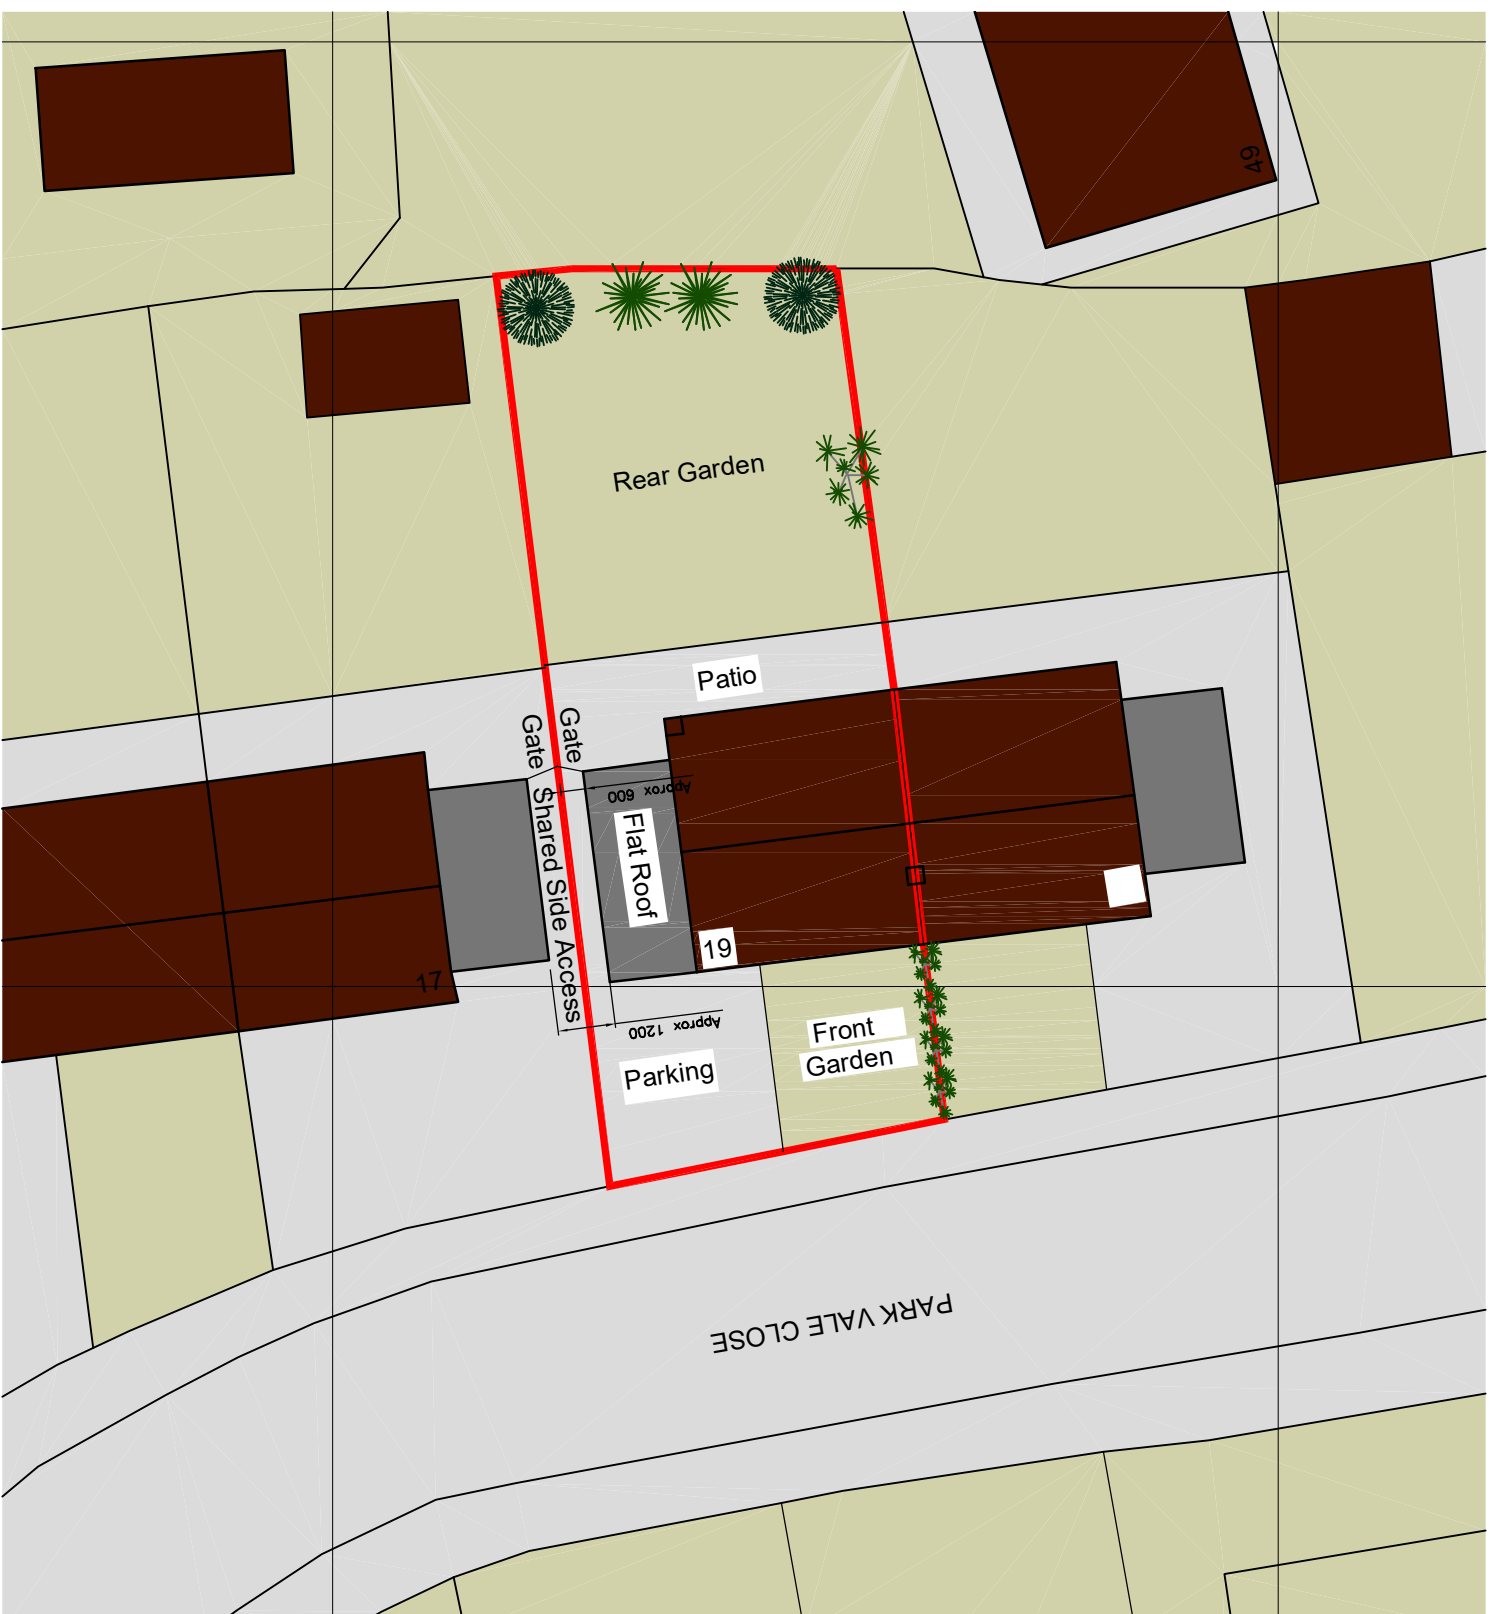 49
Rear Garden
Patio
Gate
Gate
Approx 600
Shared Side Access
Flat Roof
19
17
Approx 1200
Front
Garden
Parking
PARK VALE CLOSE